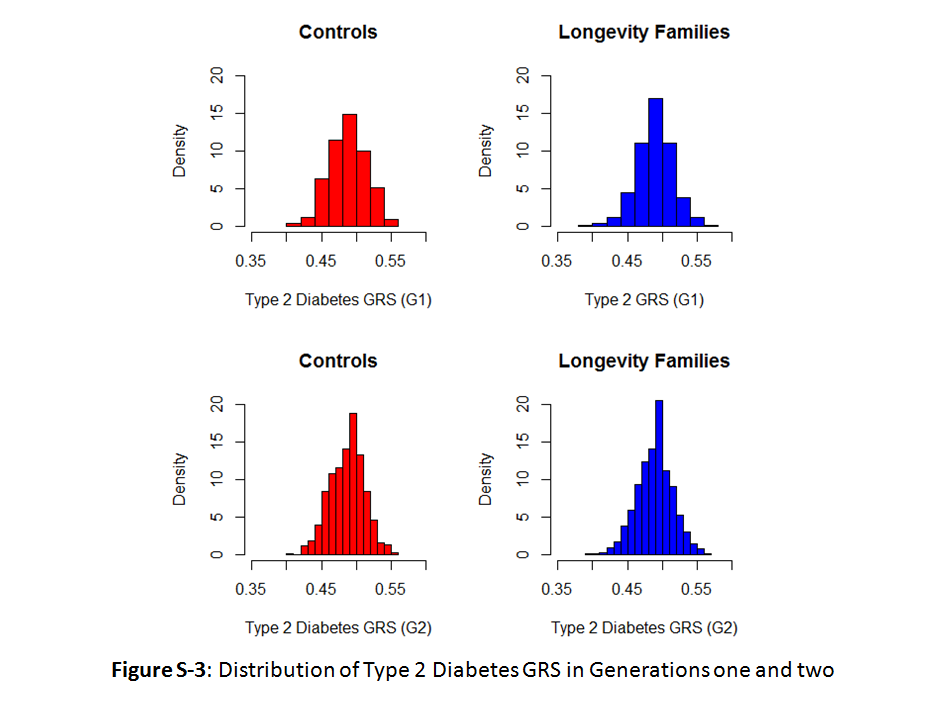 Controls
Longevity Families
Density
0 5 10 15 20
0.35 0.45 0.55
Type 2 Diabetes GRS (G1)
Density
0 5 10 15 20
0.35 0.45 0.55
Type 2 GRS (G1)
Controls
Longevity Families
Density
0 5 10 15 20
0.35 0.45 0.55
Type 2 Diabetes GRS (G2)
Density
0 5 10 15 20
0.35 0.45 0.55
Type 2 Diabetes GRS (G2)
Figure S-3: Distribution of Type 2 Diabetes GRS in Generations one and two